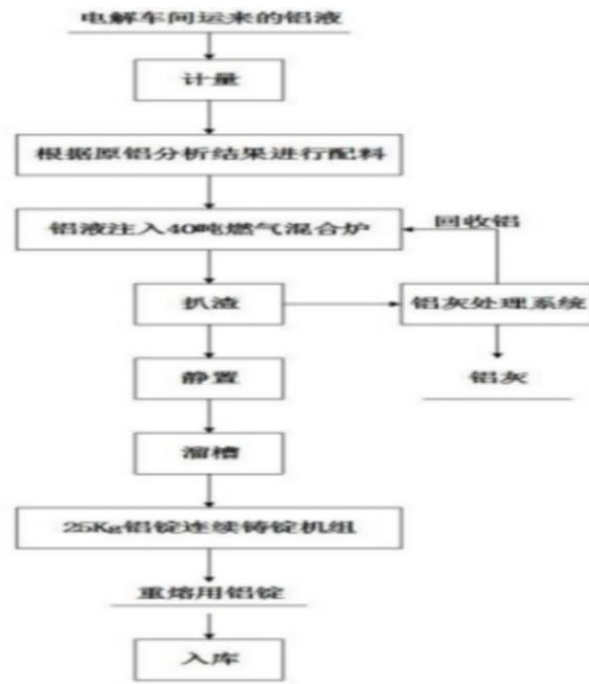 电解车间运来的铝液
计量
根据原铝分析结果进行配料
铝液注入40吨燃气混合炉
回收铝
扒渣
铝灰处理系统
静置
铝灰
溜槽
25Kg铝锭连续铸锭机组
重熔用铝锭
入库